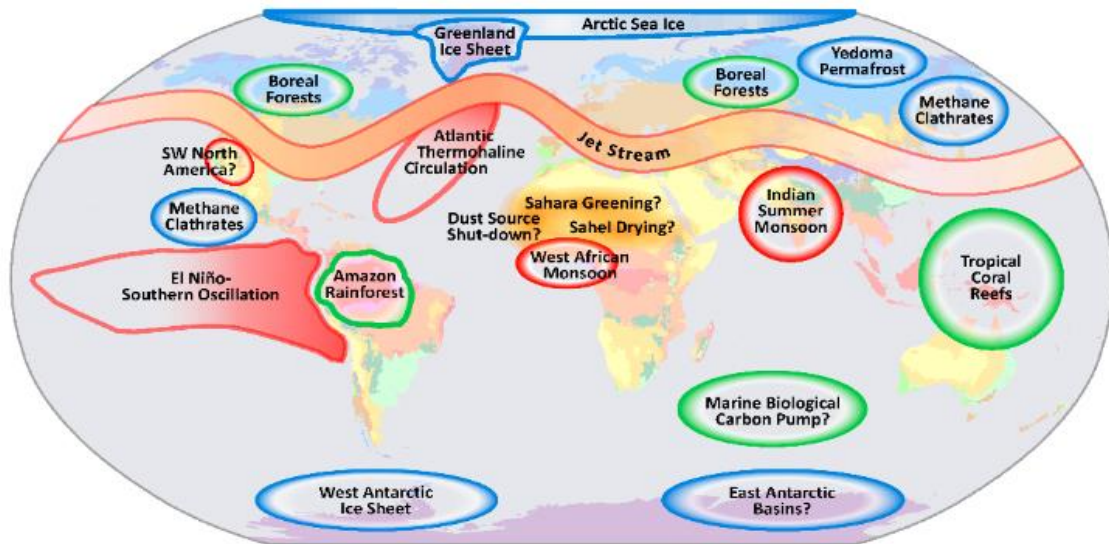 Arctic Sea Ice
Greenland
Ice Sheet
Boreal
Forests
Boreal
Forests
Yedoma
Permafrost
Methane
Clathrates
Jet Stream
Atlantic
Thermohaline
Circulation
SW North
America?
Methane
Clathrates
Sahara Greening?
Dust Source
Shut-down?
Sahel Drying?
West African
Monsoon
Indian
Summer
Monsoon
El Niño-
Southern Oscillation
Amazon
Rainforest
Tropical
Coral
Reefs
Marine Biological
Carbon Pump?
West Antarctic
Ice Sheet
East Antarctic
Basins?